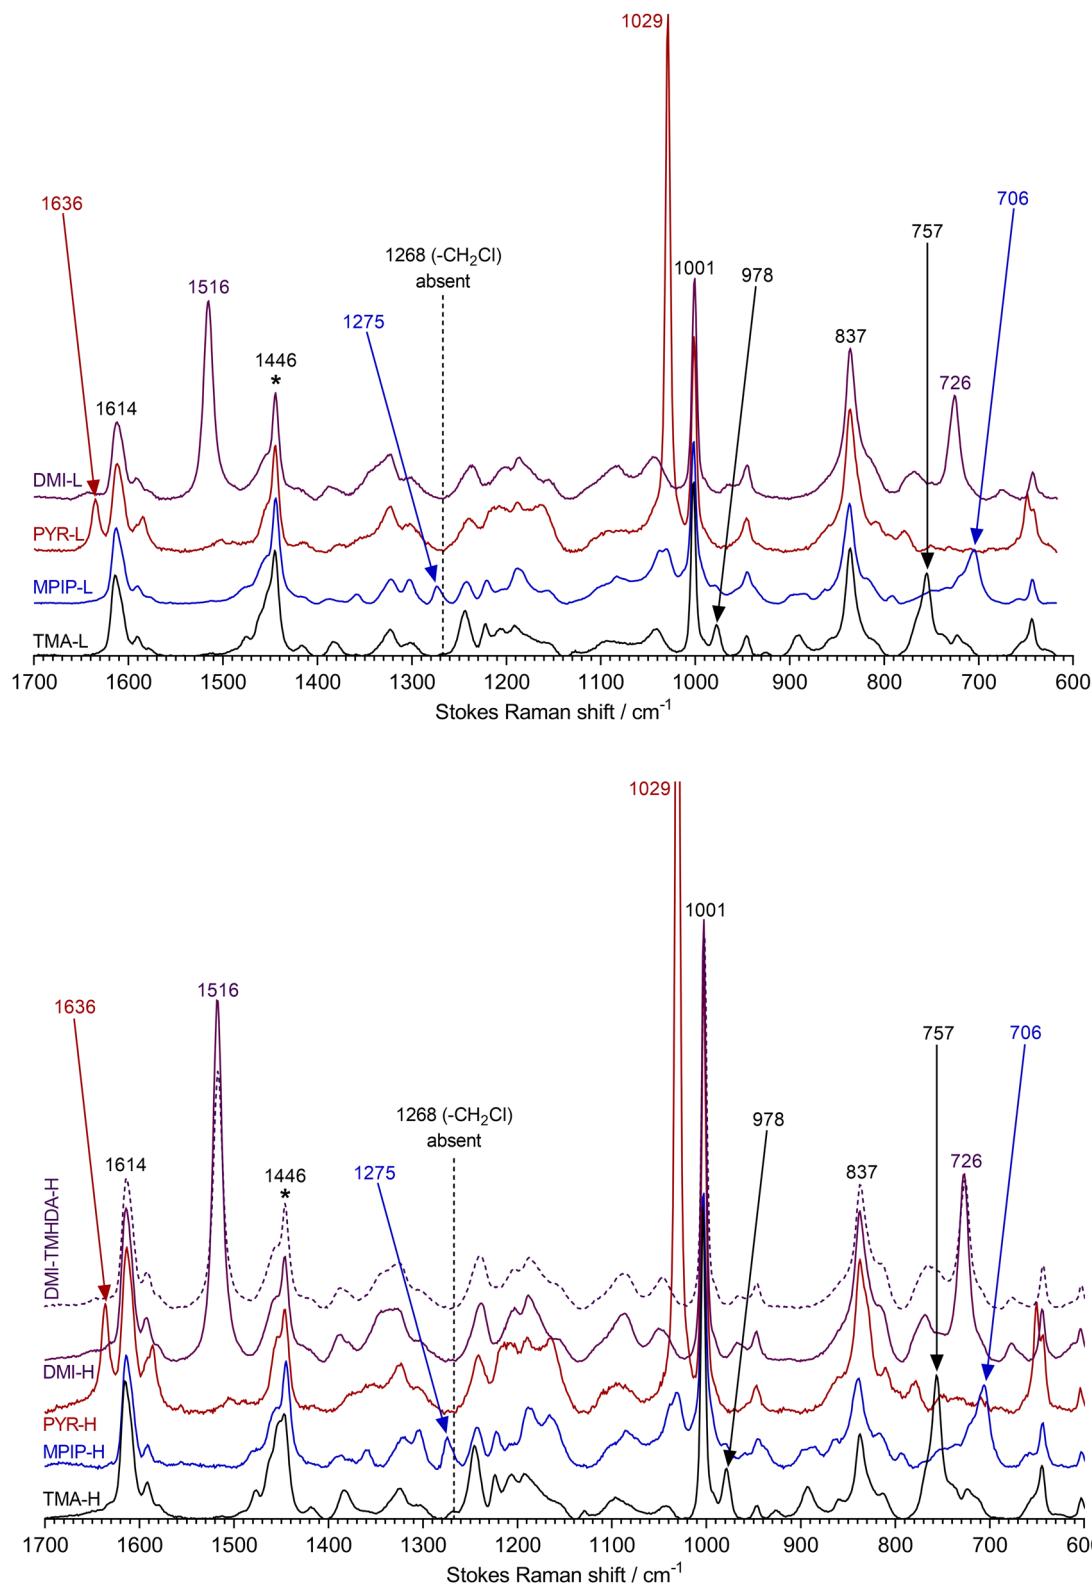 1029
1636
706
757
1268 (-CH2Cl)
absent
1001
978
1516
1275
837
1446
*
726
1614
DMI-L
PYR-L
MPIP-L
TMA-L
1700 1600 1500 1400 1300 1200 1100 1000 900 800 700 600
Stokes Raman shift / cm-1
1029
1001
1516
1636
757
706
1268 (-CH2Cl)
absent
978
1614
1446
*
1275
837
726
DMI-TMHDA-H
DMI-H
PYR-H
MPIP-H
TMA-H
1700 1600 1500 1400 1300 1200 1100 1000 900 800 700 60
Stokes Raman shift / cm-1